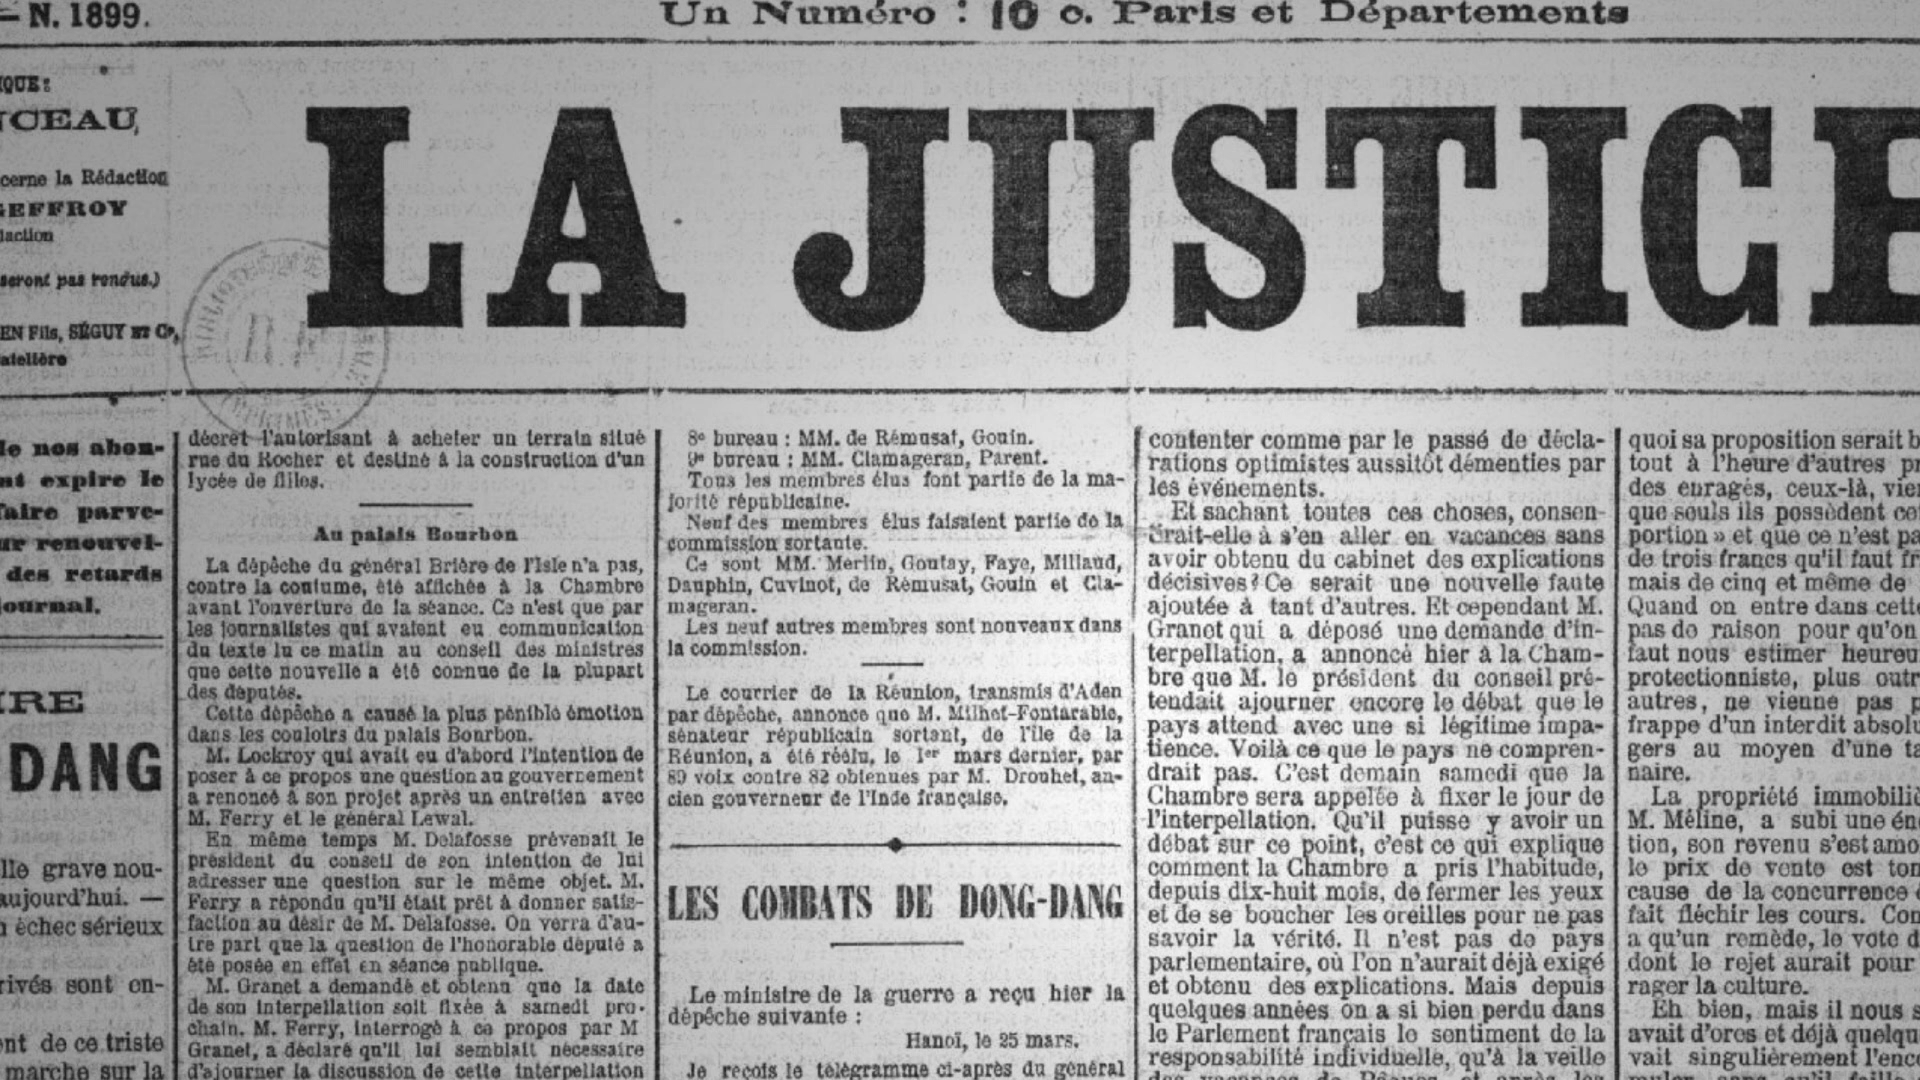 — N. 1899.
Un Numéro : 10 c. Paris et Départements
IQUE:
NCEAU
cerne la Rédaction
GEFFROY
daction
seront pas rendus.)
EN Fils, SÉGUY ET Cᵉ,
atelière
LA JUSTICE
de nos abon-
nt expire le
faire parve-
ur renouvel-
des retards
journal.
IRE
DANG
lle grave nou-
aujourd'hui. —
n échec sérieux
rivés sont en-
nt de ce triste
marche sur la
décret l'autorisant à acheter un terrain situé
rue du Rocher et destiné à la construction d'un
lycée de filles.
Au palais Bourbon
La dépêche du général Brière de l'Isle n'a pas,
contre la coutume, été affichée à la Chambre
avant l'ouverture de la séance. Ce n'est que par
les journalistes qui avaient eu communication
du texte lu ce matin au conseil des ministres
que cette nouvelle a été connue de la plupart
des députés.
Cette dépêche a causé la plus pénible émotion
dans les couloirs du palais Bourbon.
M. Lockroy qui avait eu d'abord l'intention de
poser à ce propos une question au gouvernement
a renoncé à son projet après un entretien avec
M. Ferry et le général Lewal.
En même temps M. Delafosse prévenait le
président du conseil de son intention de lui
adresser une question sur le même objet. M.
Ferry a répondu qu'il était prêt à donner satis-
faction au désir de M. Delafosse. On verra d'au-
tre part que la question de l'honorable député a
été posée en effet en séance publique.
M. Granet a demandé et obtenu que la date
de son interpellation soit fixée à samedi pro-
chain. M. Ferry, interrogé à ce propos par M
Granet, a déclaré qu'il lui semblait nécessaire
d'ajourner la discussion de cette interpellation
8ᵉ bureau : MM. de Rémusat, Gouin.
9ᵉ bureau : MM. Clamageran, Parent.
Tous les membres élus font partie de la ma-
jorité républicaine.
Neuf des membres élus faisaient partie de la
commission sortante.
Ce sont MM. Merlin, Goutay, Faye, Millaud,
Dauphin, Cuvinot, de Rémusat, Gouin et Cla-
mageran.
Les neuf autres membres sont nouveaux dans
la commission.
Le courrier de la Réunion, transmis d'Aden
par dépêche, annonce que M. Milhet-Fontarabie,
sénateur républicain sortant, de l'île de la
Réunion, a été réélu, le 1ᵉʳ mars dernier, par
89 voix contre 82 obtenues par M. Drouhet, an-
cien gouverneur de l'Inde française.
LES COMBATS DE DONG-DANG
Le ministre de la guerre a reçu hier la
dépêche suivante :
Hanoï, le 25 mars.
Je reçois le télégramme ci-après du général
contenter comme par le passé de décla-
rations optimistes aussitôt démenties par
les événements.
Et sachant toutes ces choses, consen-
tirait-elle à s'en aller en vacances sans
avoir obtenu du cabinet des explications
décisives? Ce serait une nouvelle faute
ajoutée à tant d'autres. Et cependant M.
Granet qui a déposé une demande d'in-
terpellation, a annoncé hier à la Cham-
bre que M. le président du conseil pré-
tendait ajourner encore le débat que le
pays attend avec une si légitime impa-
tience. Voilà ce que le pays ne compren-
drait pas. C'est demain samedi que la
Chambre sera appelée à fixer le jour de
l'interpellation. Qu'il puisse y avoir un
débat sur ce point, c'est ce qui explique
comment la Chambre a pris l'habitude,
depuis dix-huit mois, de fermer les yeux
et de se boucher les oreilles pour ne pas
savoir la vérité. Il n'est pas de pays
parlementaire, où l'on n'aurait déjà exigé
et obtenu des explications. Mais depuis
quelques années on a si bien perdu dans
le Parlement français le sentiment de la
responsabilité individuelle, qu'à la veille
des vacances de Pâques et après les
quoi sa proposition serait b
tout à l'heure d'autres pr
des enragés, ceux-là, vien
que seuls ils possèdent ce
portion » et que ce n'est pa
de trois francs qu'il faut fr
mais de cinq et même de
Quand on entre dans cette
pas de raison pour qu'on
faut nous estimer heureu
protectionniste, plus outr
autres, ne vienne pas p
frappe d'un interdit absolu
gers au moyen d'une ta
naire.
La propriété immobiliè
M. Méline, a subi une éno
tion, son revenu s'est amo
le prix de vente est tom
cause de la concurrence
fait fléchir les cours. Con
a qu'un remède, le vote d
dont le rejet aurait pour
rager la culture.
Eh bien, mais il nous s
avait d'ores et déjà quelqu
vait singulièrement l'enco